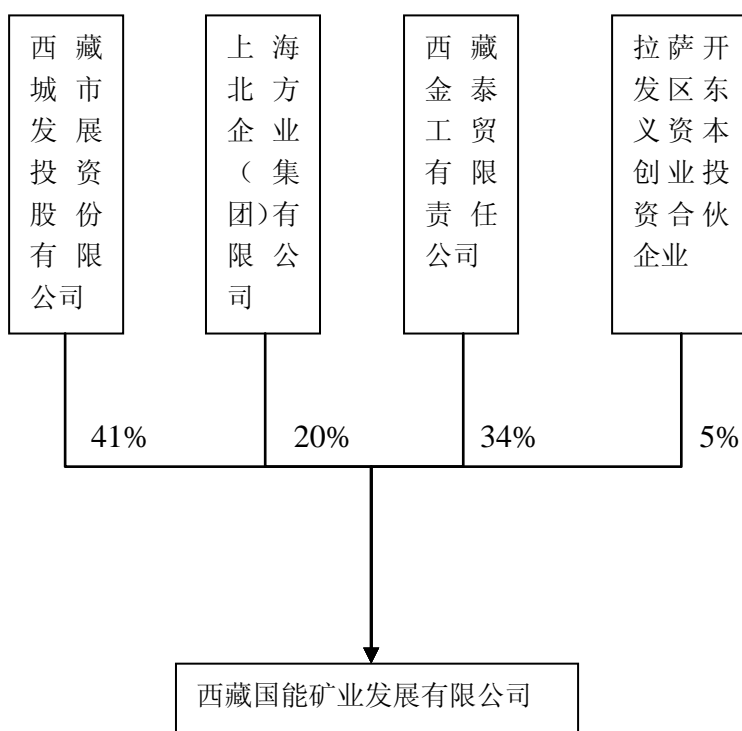 西藏
城市
发展
投资
股份
有限
公司
上海
北方
企业
（集
团）有
限公
司
西藏
金泰
工贸
有限
责任
公司
拉萨开
发区东
义资本
创业投
资合伙
企业
41%
20%
34%
5%
西藏国能矿业发展有限公司